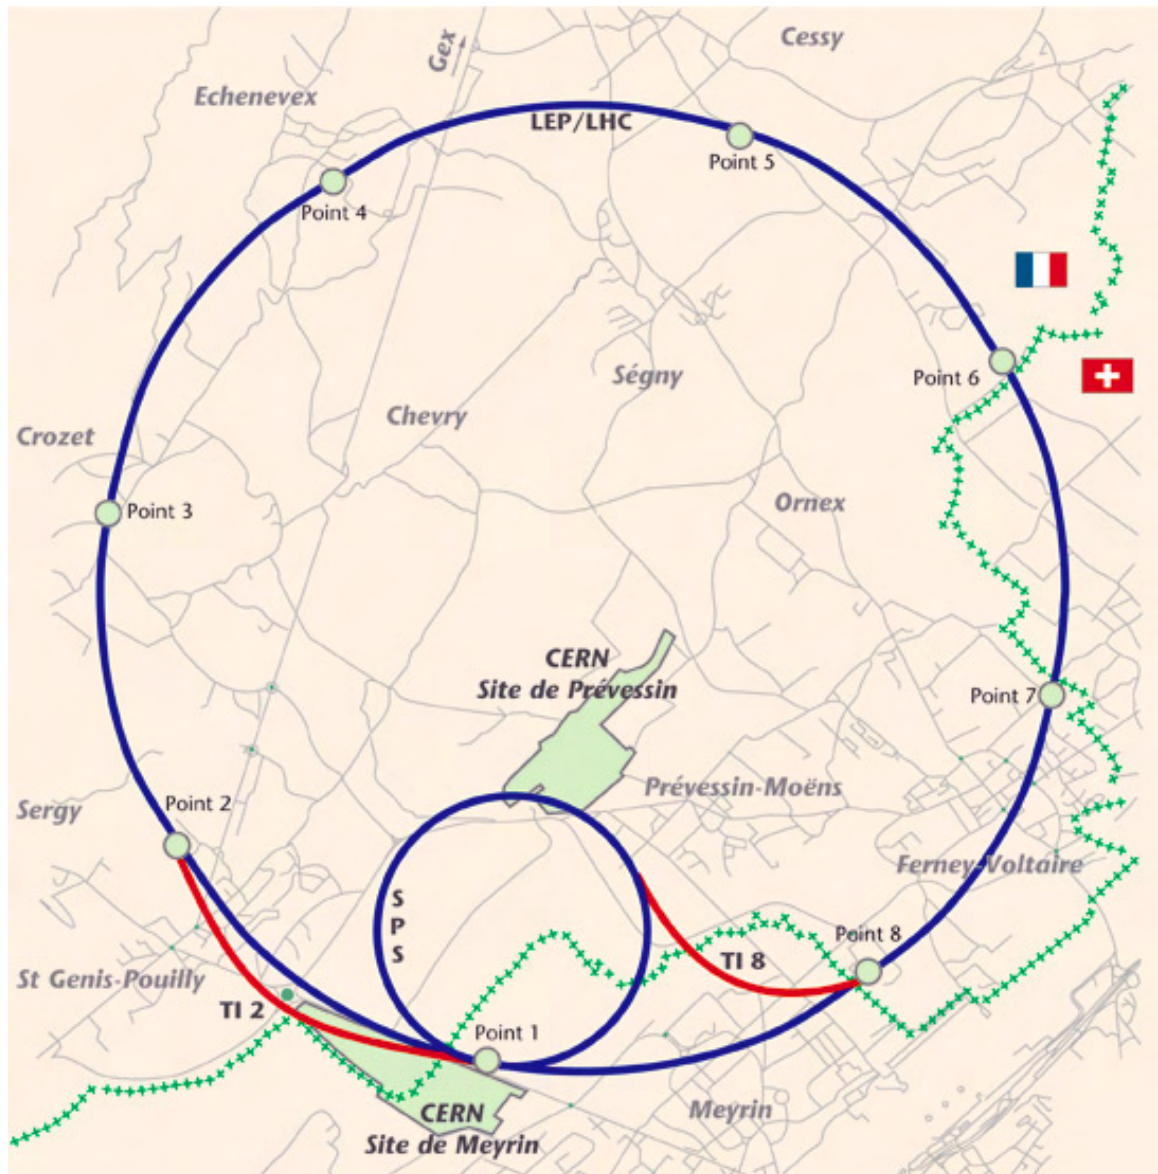 Cessy
Gex
Echenevex
LEP/LHC
Point 5
Point 4
Ségny
Point 6
Chevry
Crozet
Point 3
Ornex
CERN
Site de Prévessin
Point 7
Prévessin-Moëns
Point 2
Sergy
Ferney-Voltaire
S
P
S
Point 8
TI 8
St Genis-Pouilly
TI 2
Point 1
CERN
Site de Meyrin
Meyrin